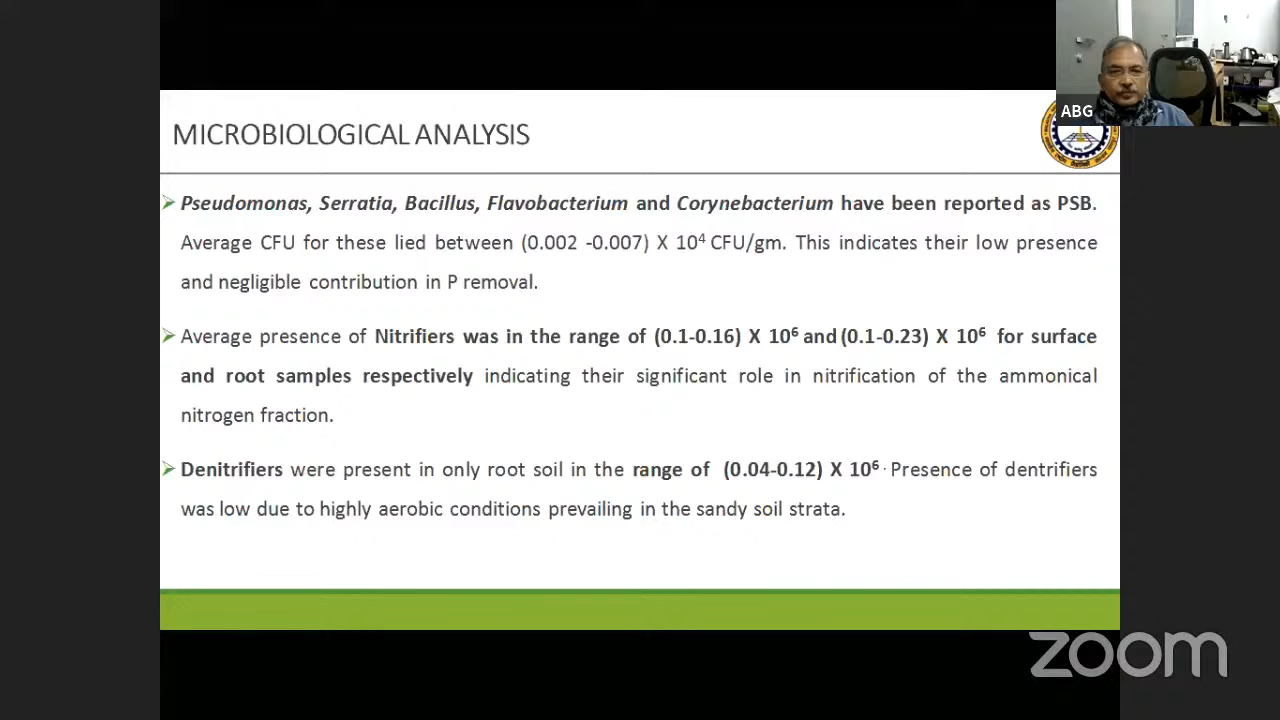 ABG
MICROBIOLOGICAL ANALYSIS
➢ Pseudomonas, Serratia, Bacillus, Flavobacterium and Corynebacterium have been reported as PSB.
Average CFU for these lied between (0.002 -0.007) X 10⁴ CFU/gm. This indicates their low presence
and negligible contribution in P removal.
➢ Average presence of Nitrifiers was in the range of (0.1-0.16) X 10⁶ and (0.1-0.23) X 10⁶ for surface
and root samples respectively indicating their significant role in nitrification of the ammonical
nitrogen fraction.
➢ Denitrifiers were present in only root soil in the range of (0.04-0.12) X 10⁶ . Presence of dentrifiers
was low due to highly aerobic conditions prevailing in the sandy soil strata.
zoom